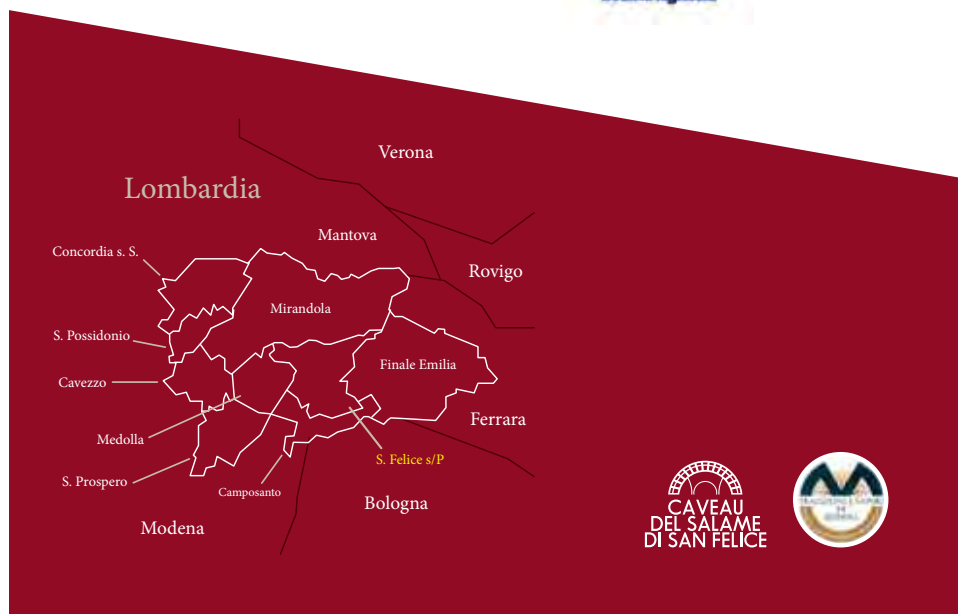 Verona
Lombardia
Mantova
Concordia s. S.
Rovigo
Mirandola
S. Possidonio
Finale Emilia
Cavezzo
Ferrara
Medolla
S. Felice s/P
S. Prospero
Camposanto
Bologna
Modena
CAVEAU
DEL SALAME
DI SAN FELICE